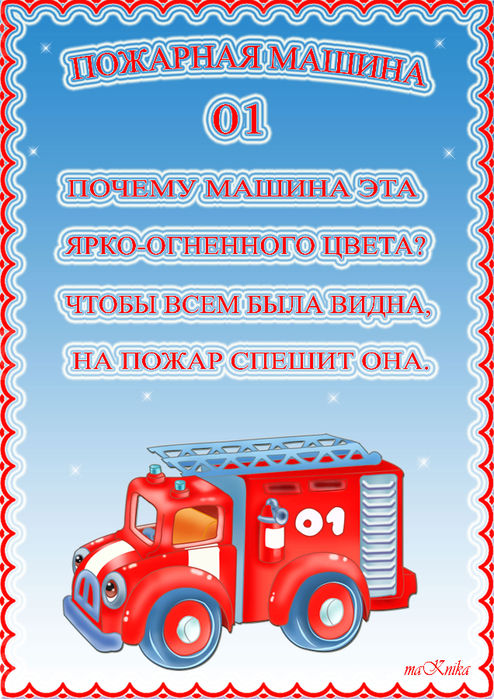 ПОЖАРНАЯ МАШИНА
01
ПОЧЕМУ МАШИНА ЭТА
ЯРКО-ОГНЕННОГО ЦВЕТА?
ЧТОБЫ ВСЕМ БЫЛА ВИДНА,
НА ПОЖАР СПЕШИТ ОНА.
01
maKnika